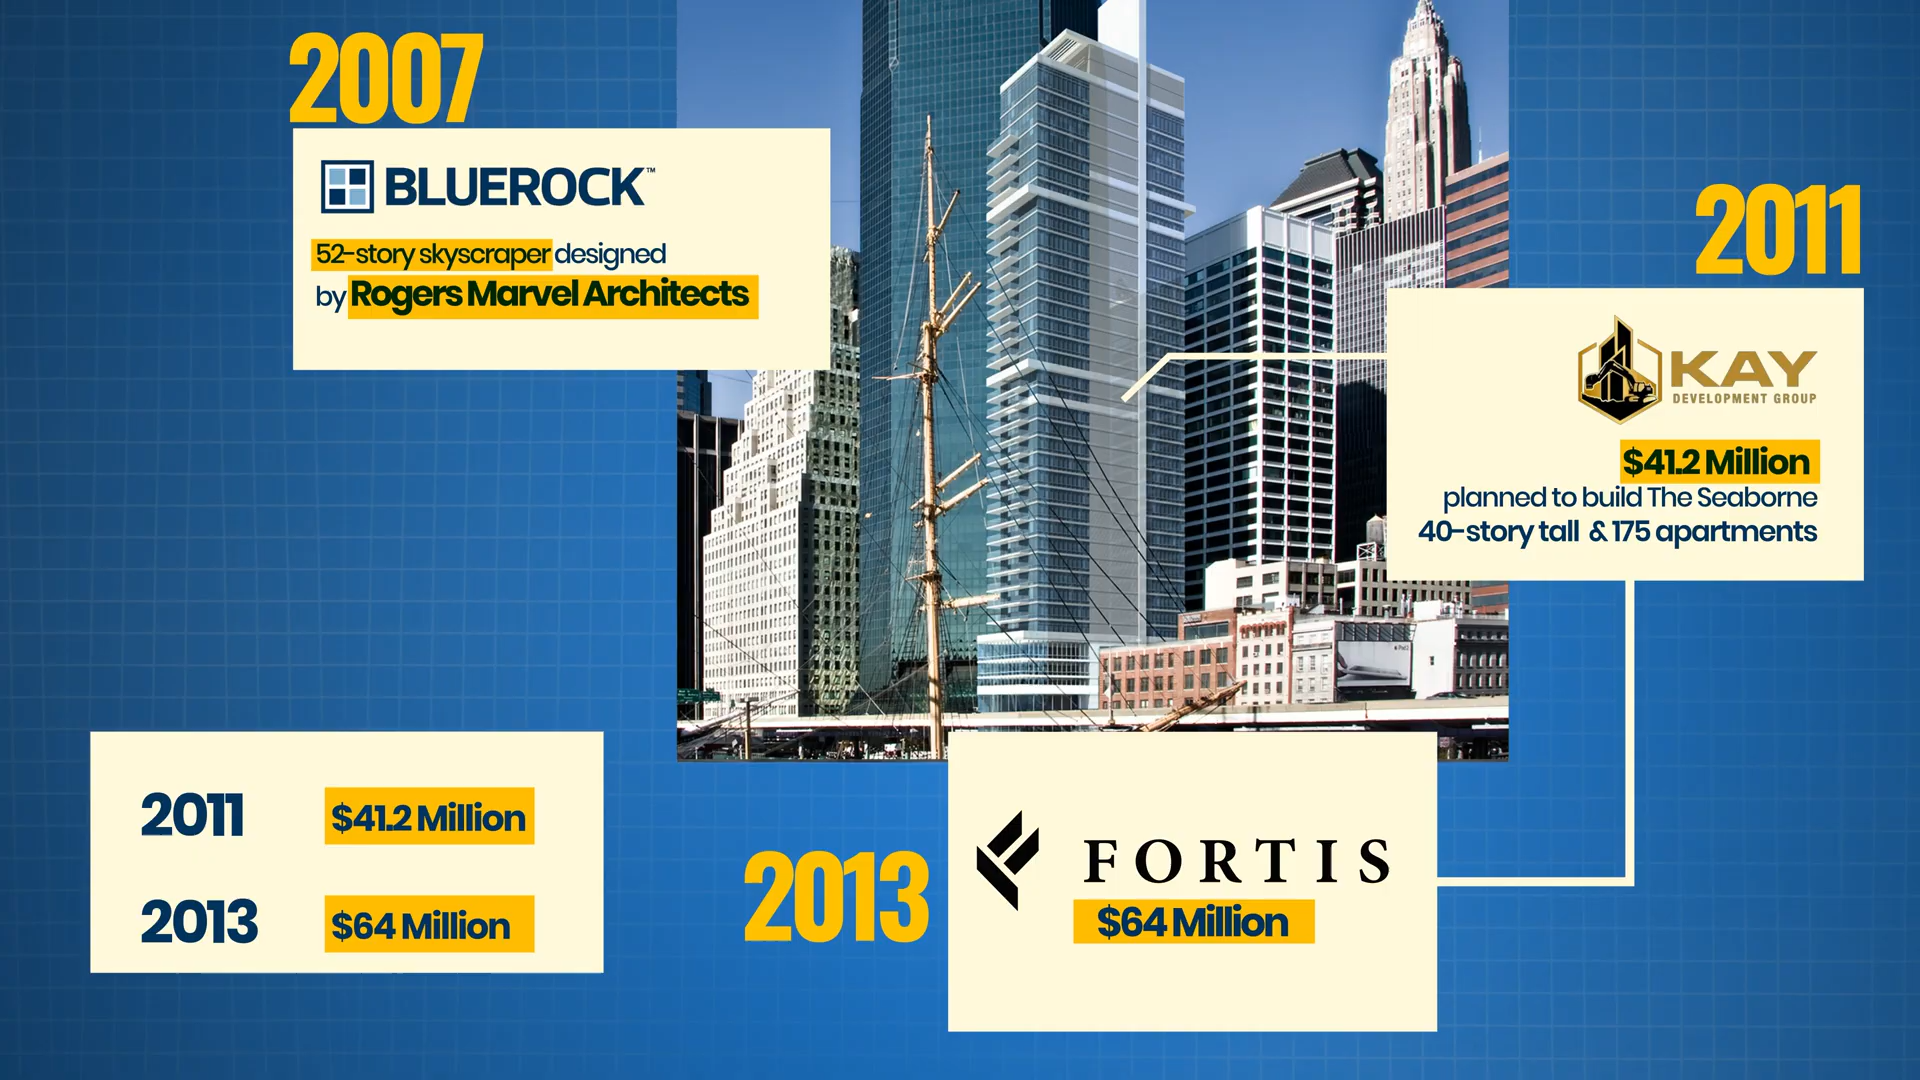 2007
BLUEROCK™
52-story skyscraper designed
by Rogers Marvel Architects
2011
KAY
DEVELOPMENT GROUP
$41.2 Million
planned to build The Seaborne
40-story tall & 175 apartments
2011 $41.2 Million
2013 $64 Million
2013
FORTIS
$64 Million